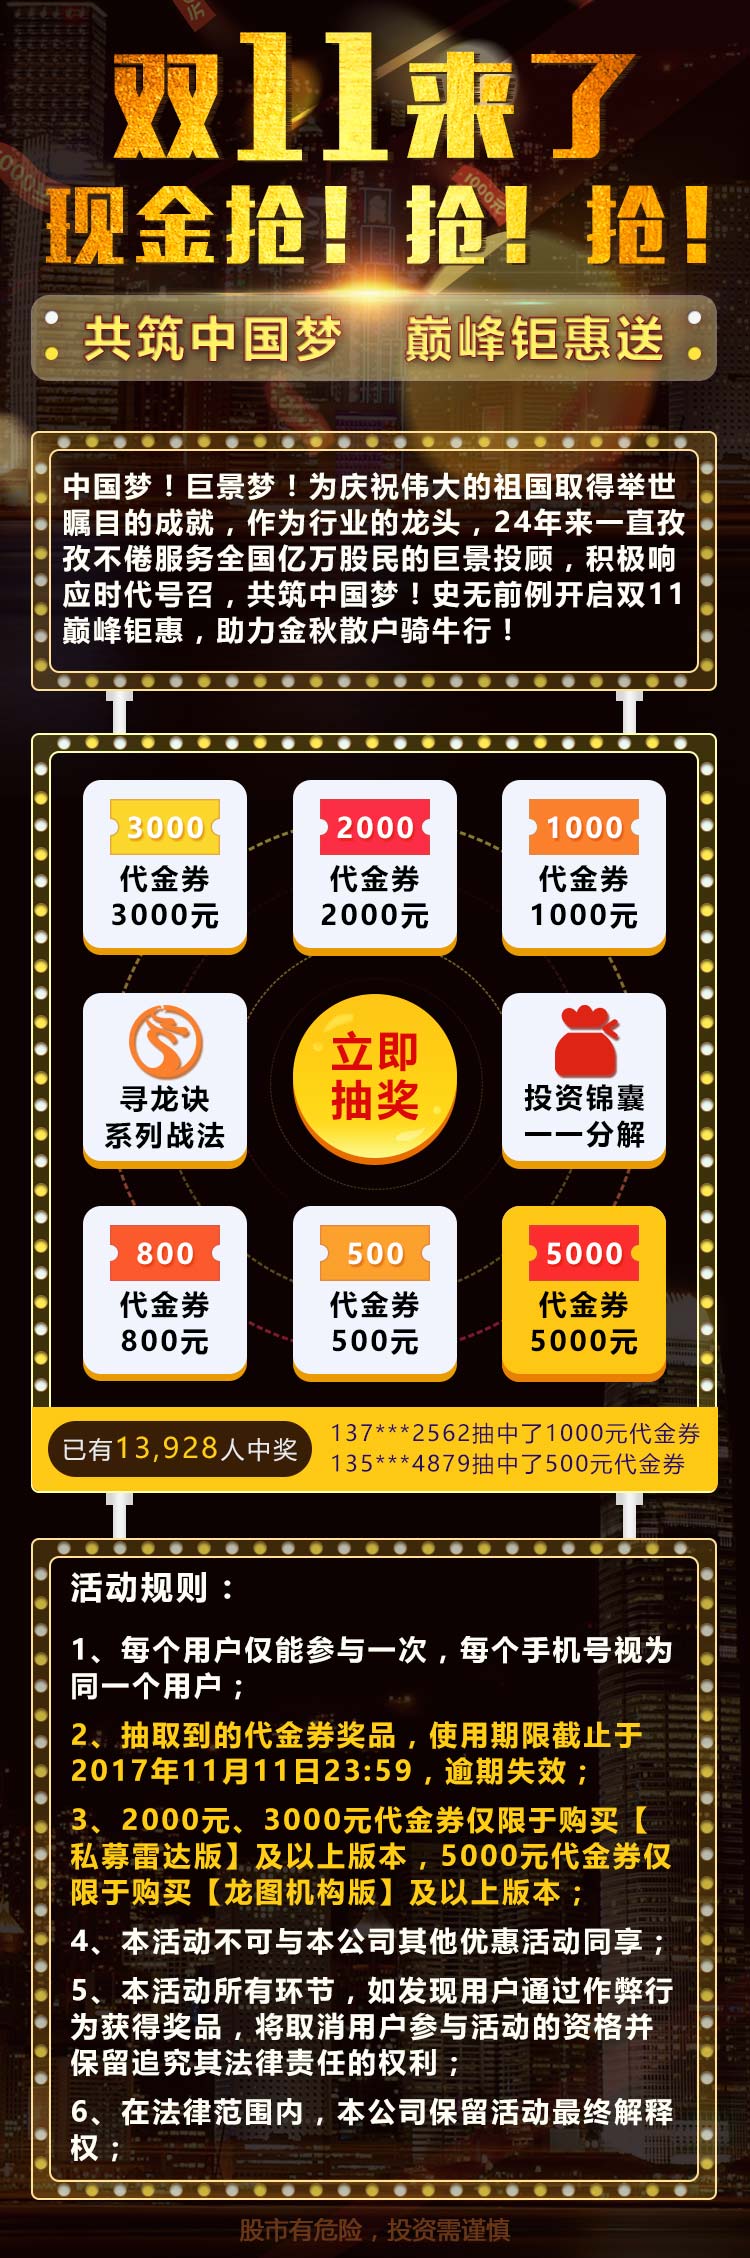 双11来了
现金抢！抢！抢！
共筑中国梦 巅峰钜惠送
中国梦！巨景梦！为庆祝伟大的祖国取得举世
瞩目的成就，作为行业的龙头，24年来一直孜
孜不倦服务全国亿万股民的巨景投顾，积极响
应时代号召，共筑中国梦！史无前例开启双11
巅峰钜惠，助力金秋散户骑牛行！
3000 2000 1000
代金券 代金券 代金券
3000元 2000元 1000元
寻龙诀
系列战法
立即
抽奖
投资锦囊
一一分解
800 500 5000
代金券 代金券 代金券
800元 500元 5000元
已有13,928人中奖
137***2562抽中了1000元代金券
135***4879抽中了500元代金券
活动规则：
1、每个用户仅能参与一次，每个手机号视为
同一个用户；
2、抽取到的代金券奖品，使用期限截止于
2017年11月11日23:59，逾期失效；
3、2000元、3000元代金券仅限于购买【
私募雷达版】及以上版本，5000元代金券仅
限于购买【龙图机构版】及以上版本；
4、本活动不可与本公司其他优惠活动同享；
5、本活动所有环节，如发现用户通过作弊行
为获得奖品，将取消用户参与活动的资格并
保留追究其法律责任的权利；
6、在法律范围内，本公司保留活动最终解释
权；
股市有危险，投资需谨慎